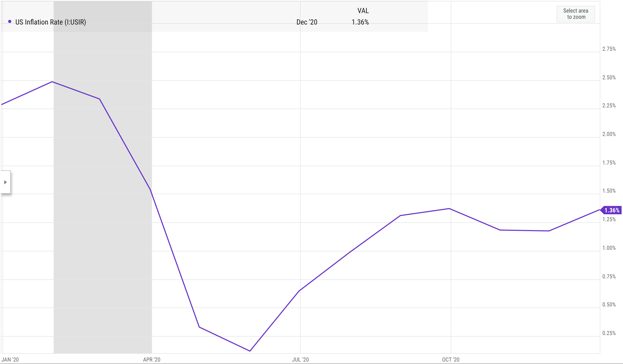 VAL
US Inflation Rate (I:USIR) Dec '20 1.36%
Select area
to zoom
2.75%
2.50%
2.25%
2.00%
1.75%
1.50%
1.36%
1.25%
1.00%
0.75%
0.50%
0.25%
JAN '20 APR '20 JUL '20 OCT '20